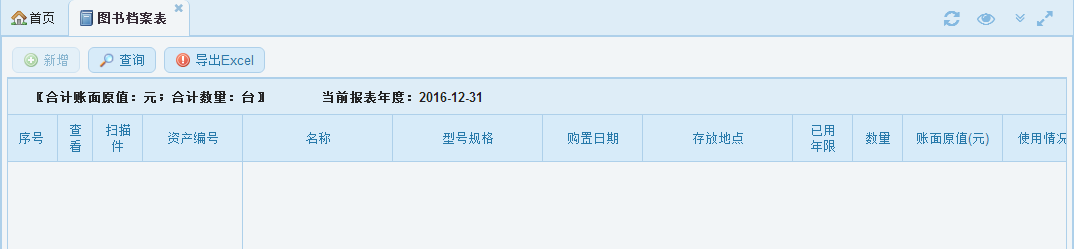 首页 图书档案表
新增 查询 导出Excel
〖合计账面原值：元；合计数量：台〗 当前报表年度：2016-12-31
序号 查看 扫描件 资产编号 名称 型号规格 购置日期 存放地点 已用年限 数量 账面原值(元) 使用情况